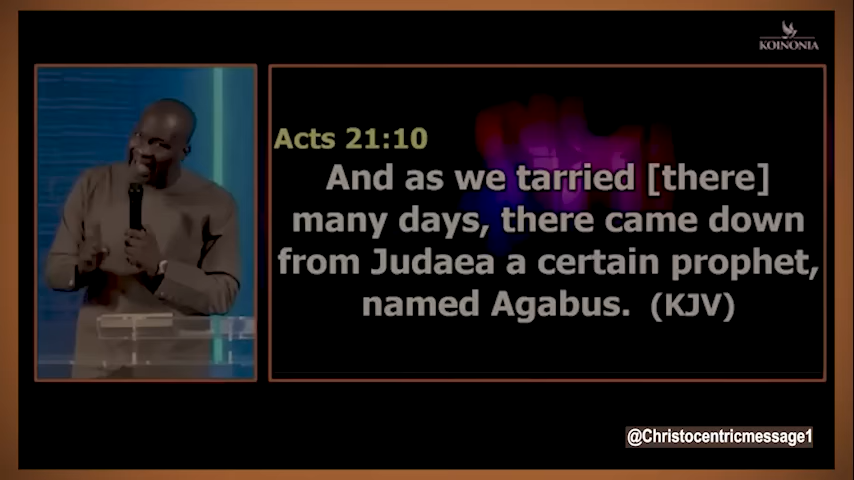 KOINONIA
Acts 21:10
And as we tarried [there]
many days, there came down
from Judaea a certain prophet,
named Agabus. (KJV)
@Christocentricmessage1